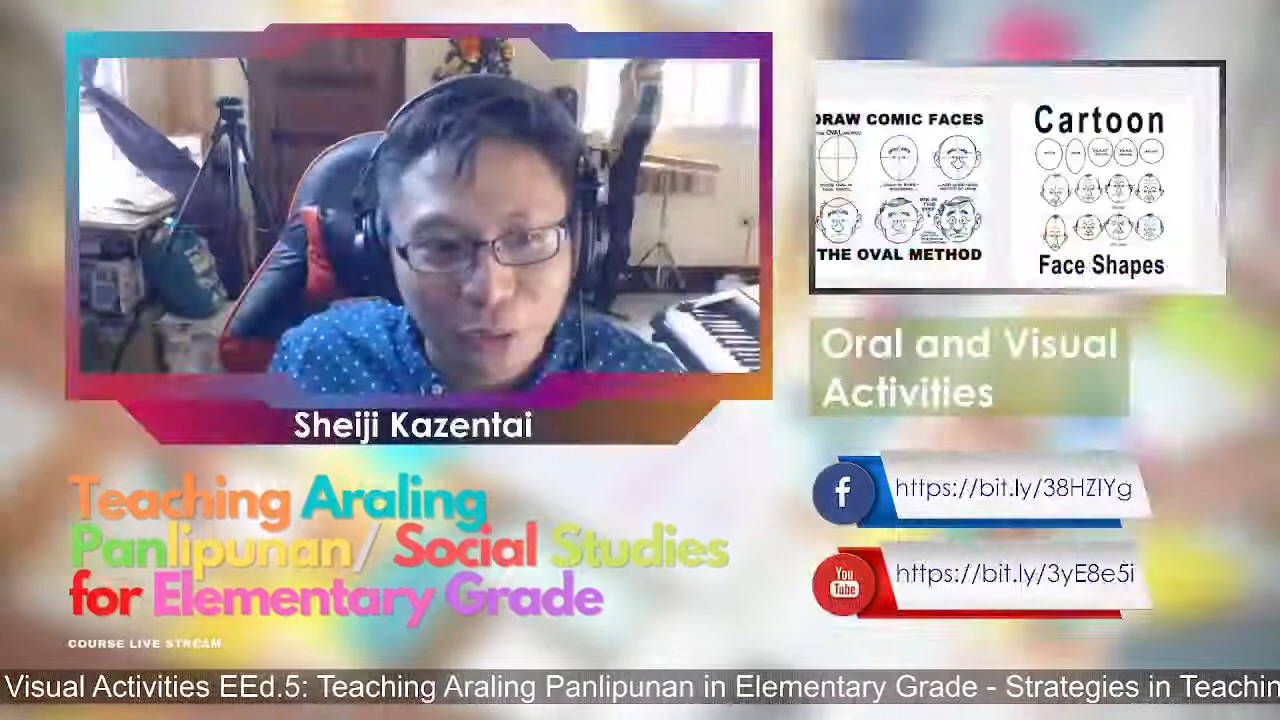 DRAW COMIC FACES
THE OVAL METHOD
Cartoon
Face Shapes
Sheiji Kazentai
Oral and Visual
Activities
https://bit.ly/38HZIYg
You
Tube
https://bit.ly/3yE8e5i
Teaching Araling
Panlipunan/ Social Studies
for Elementary Grade
COURSE LIVE STREAM
Visual Activities EEd.5: Teaching Araling Panlipunan in Elementary Grade - Strategies in Teachin